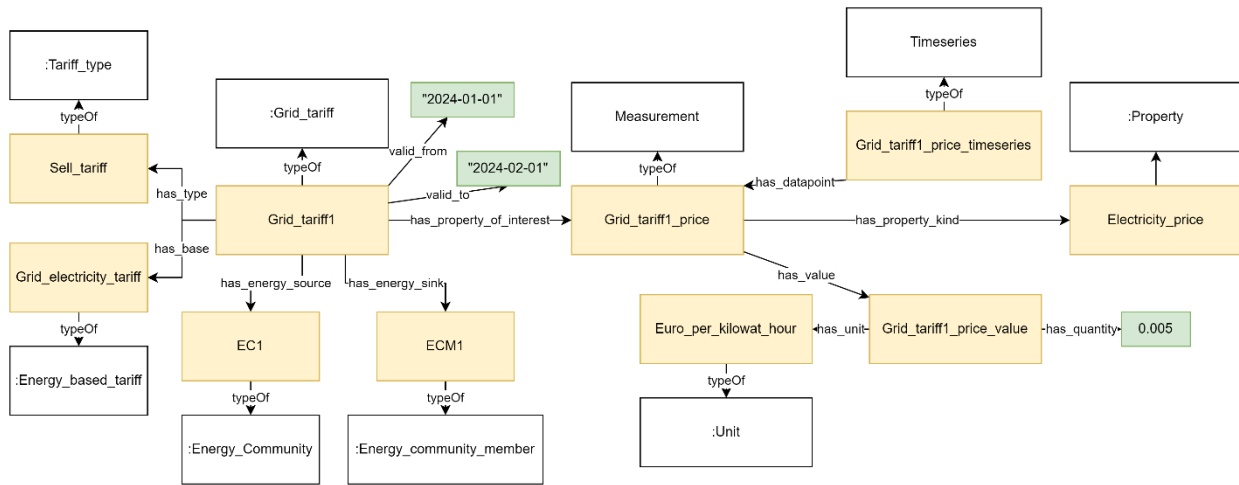 Timeseries
:Tariff_type
:Grid_tariff
"2024-01-01"
Measurement
:Property
typeOf
typeOf
typeOf
valid_from
typeOf
Sell_tariff
Grid_tariff1_price_timeseries
"2024-02-01"
has_datapoint
has_type
valid_to
Grid_tariff1
has_property_of_interest
Grid_tariff1_price
has_property_kind
Electricity_price
has_base
Grid_electricity_tariff
has_energy_source
has_energy_sink
has_value
typeOf
EC1
ECM1
Euro_per_kilowat_hour
has_unit
Grid_tariff1_price_value
has_quantity
0.005
:Energy_based_tariff
typeOf
typeOf
typeOf
:Energy_Community
:Energy_community_member
:Unit